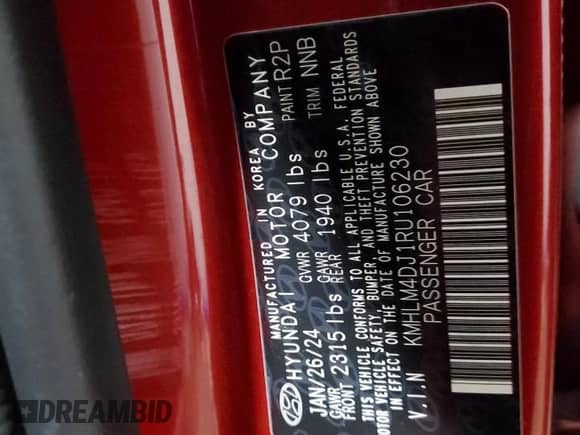 MANUFACTURED IN KOREA BY
HYUNDAI MOTOR COMPANY
JAN/26/24 GVWR 4079 lbs PAINT R2P
FRONT GAWR 2315 lbs REAR GAWR 1940 lbs TRIM NNB
THIS VEHICLE CONFORMS TO ALL APPLICABLE U.S.A. FEDERAL
MOTOR VEHICLE SAFETY, BUMPER, AND THEFT PREVENTION STANDARDS
IN EFFECT ON THE DATE OF MANUFACTURE SHOWN ABOVE
V.I.N KMHLM4DJ1RU106230
PASSENGER CAR
DREAMBID